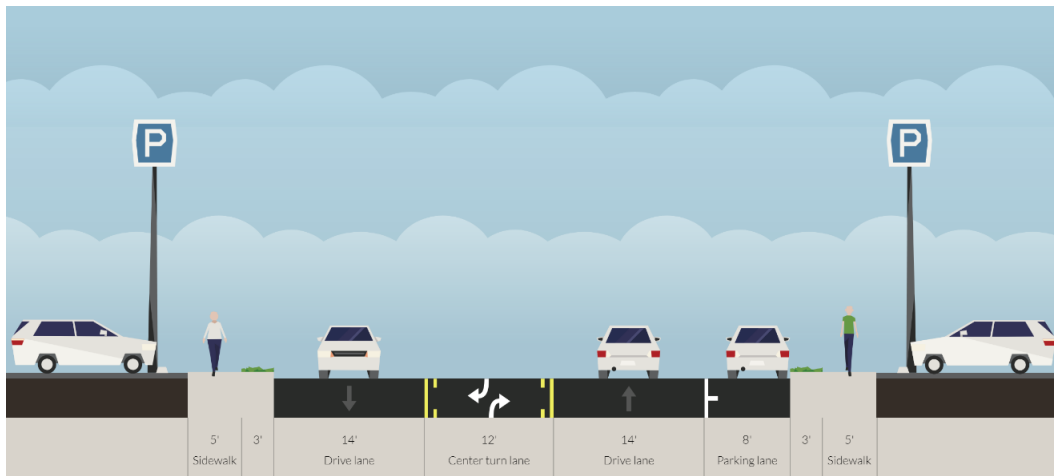 P
P
5' 3' 14' 12' 14' 8' 3' 5'
Sidewalk Drive lane Center turn lane Drive lane Parking lane Sidewalk